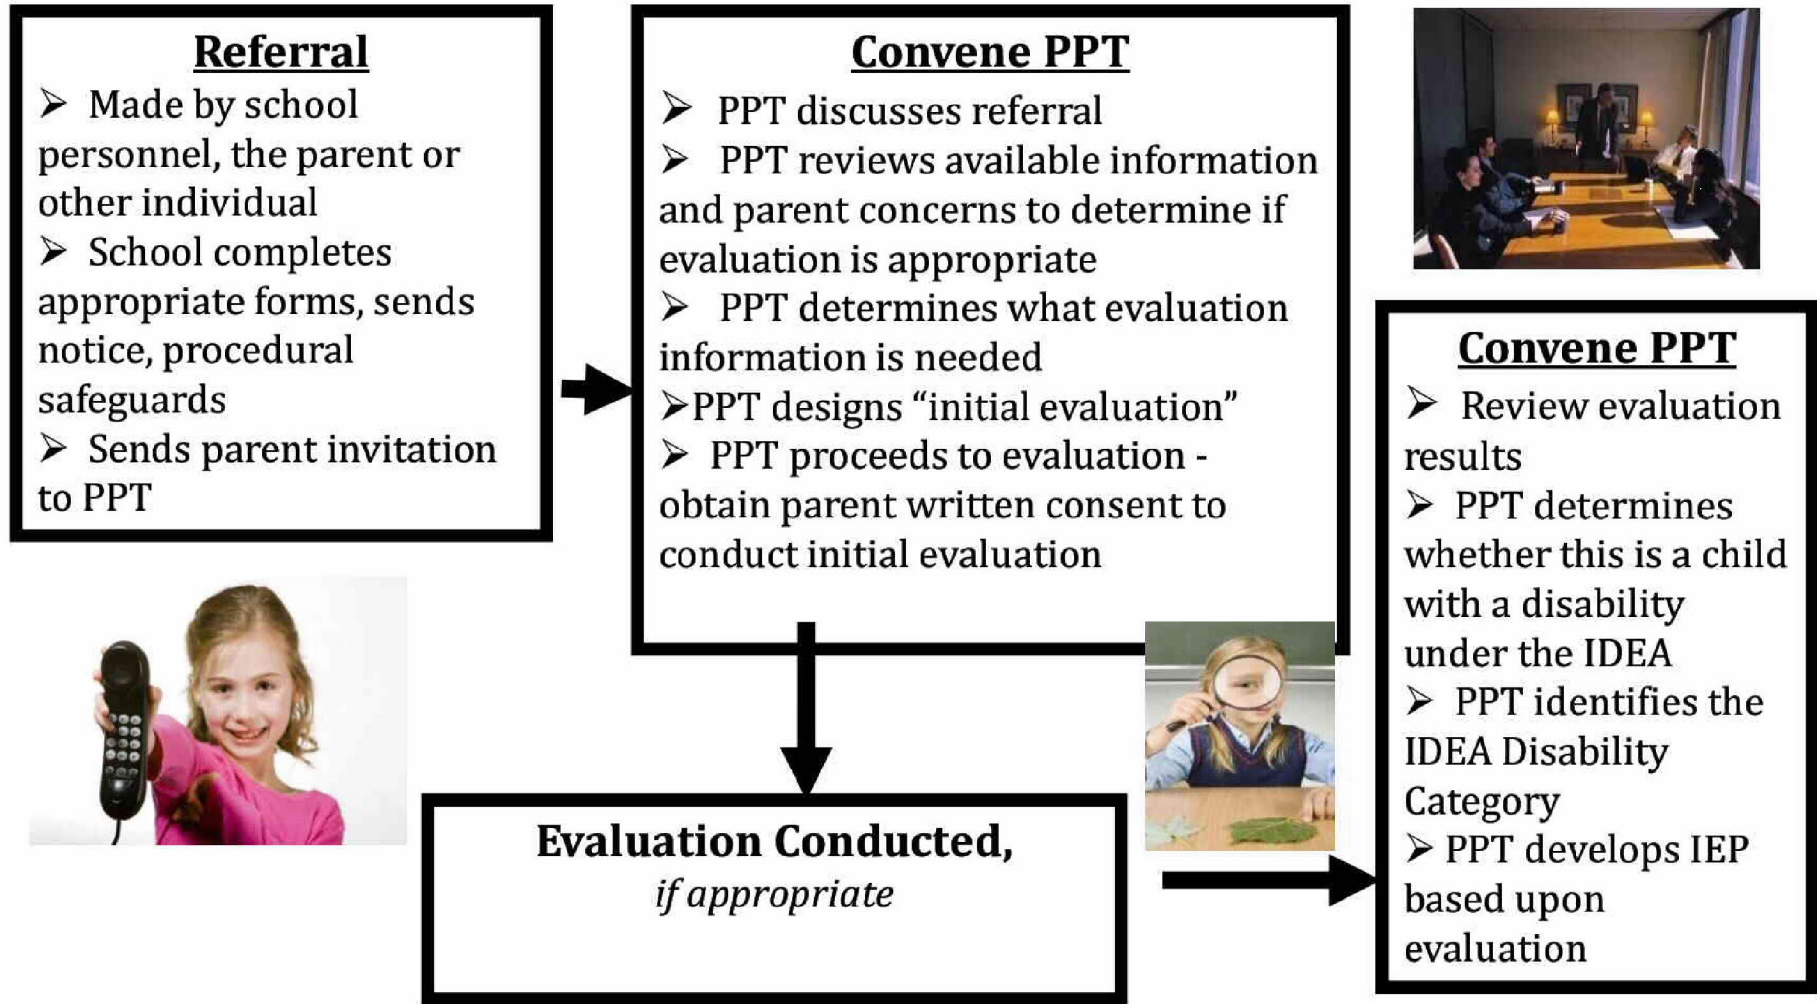 Referral
➢ Made by school
personnel, the parent or
other individual
➢ School completes
appropriate forms, sends
notice, procedural
safeguards
➢ Sends parent invitation
to PPT
Convene PPT
➢ PPT discusses referral
➢ PPT reviews available information
and parent concerns to determine if
evaluation is appropriate
➢ PPT determines what evaluation
information is needed
➢PPT designs “initial evaluation”
➢ PPT proceeds to evaluation -
obtain parent written consent to
conduct initial evaluation
Evaluation Conducted,
if appropriate
Convene PPT
➢ Review evaluation
results
➢ PPT determines
whether this is a child
with a disability
under the IDEA
➢ PPT identifies the
IDEA Disability
Category
➢ PPT develops IEP
based upon
evaluation